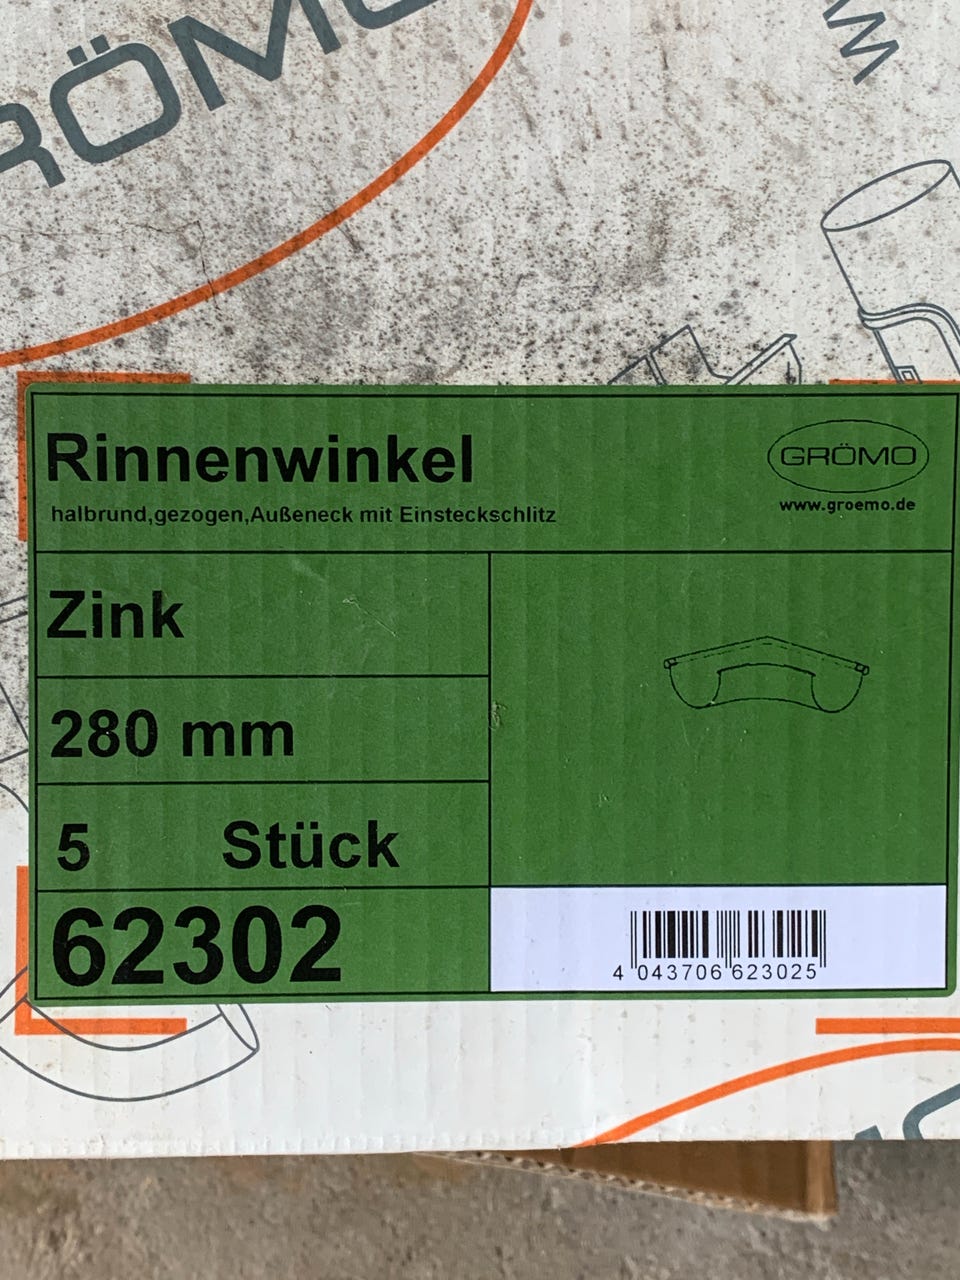 RÖMO
Rinnenwinkel
halbrund,gezogen,Außeneck mit Einsteckschlitz
GRÖMO
www.groemo.de
Zink
280 mm
5 Stück
62302
4 043706 623025